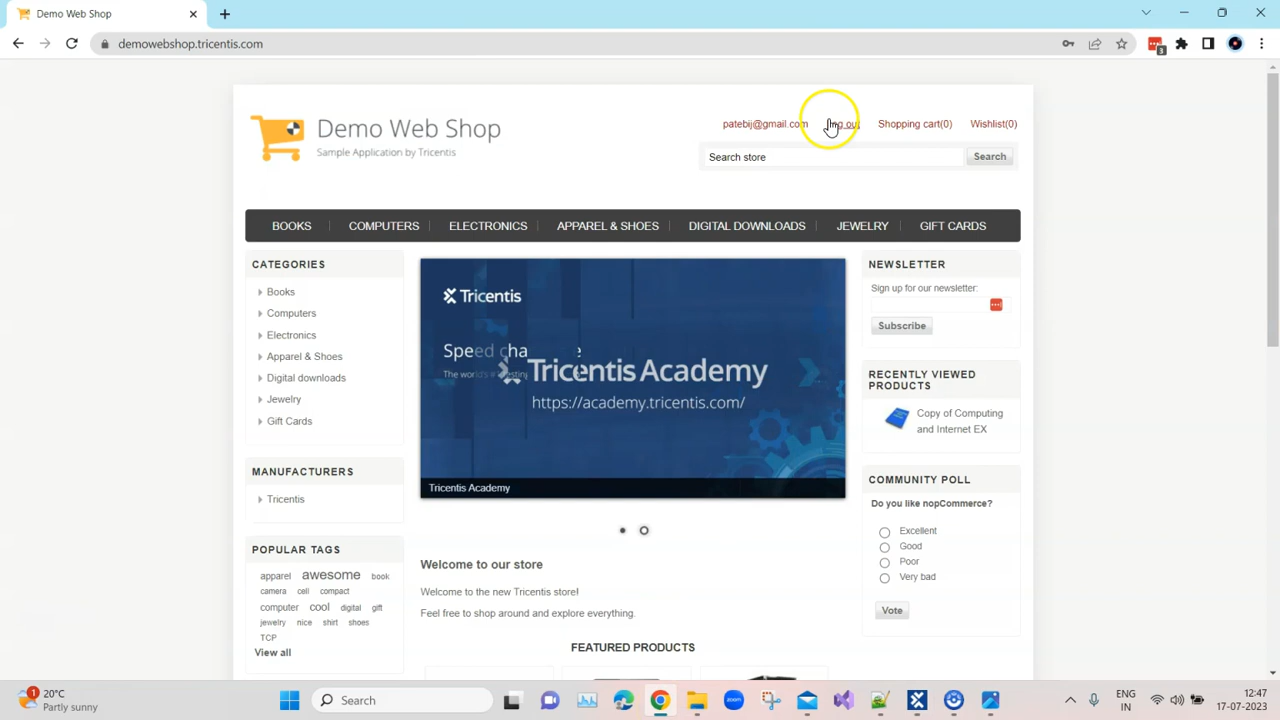 Demo Web Shop
demowebshop.tricentis.com
3
Demo Web Shop
Sample Application by Tricentis
patebij@gmail.com out Shopping cart(0) Wishlist(0)
Search store Search
BOOKS COMPUTERS ELECTRONICS APPAREL & SHOES DIGITAL DOWNLOADS JEWELRY GIFT CARDS
CATEGORIES
Books
Computers
Electronics
Apparel & Shoes
Digital downloads
Jewelry
Gift Cards
MANUFACTURERS
Tricentis
POPULAR TAGS
apparel awesome book
camera cell compact
computer cool digital gift
jewelry nice shirt shoes
TCP
View all
Tricentis
Speed cha
The world's
Tricentis Academy
https://academy.tricentis.com/
Tricentis Academy
Welcome to our store
Welcome to the new Tricentis store!
Feel free to shop around and explore everything.
FEATURED PRODUCTS
NEWSLETTER
Sign up for our newsletter:
Subscribe
RECENTLY VIEWED
PRODUCTS
Copy of Computing
and Internet EX
COMMUNITY POLL
Do you like nopCommerce?
Excellent
Good
Poor
Very bad
Vote
1
20°C
Partly sunny
Search
ENG
IN
12:47
17-07-2023